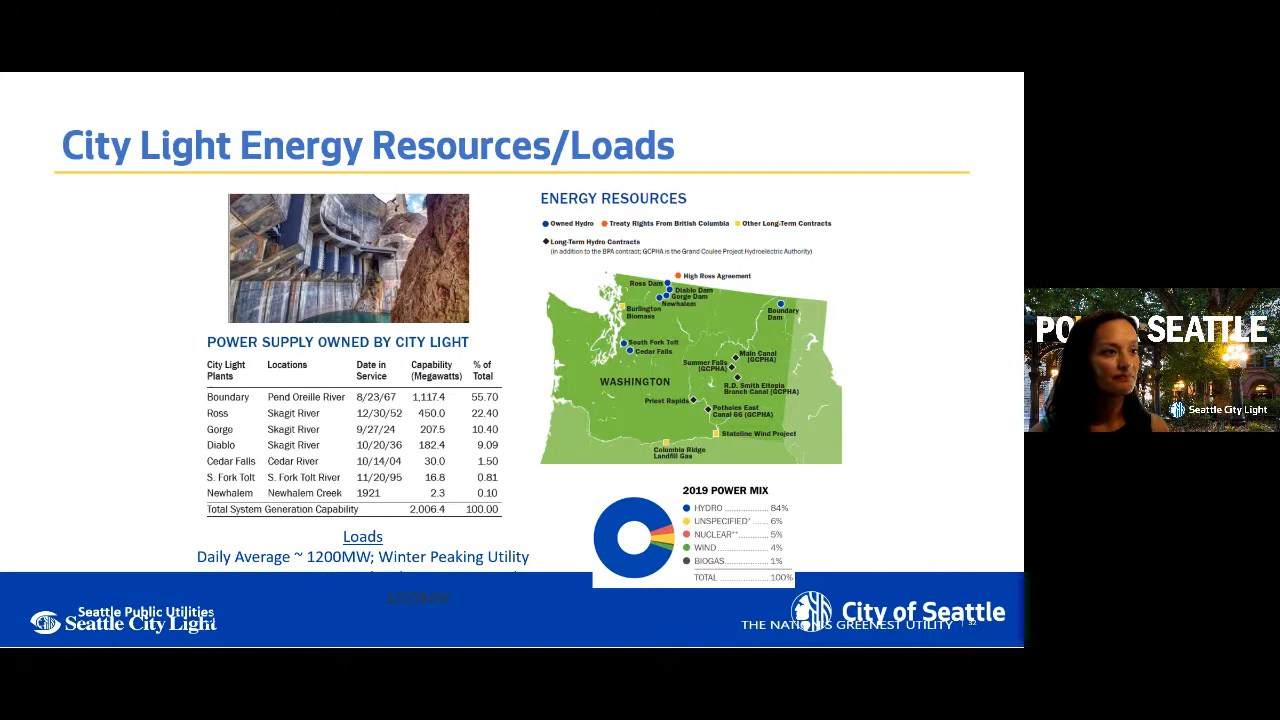 City Light Energy Resources/Loads
ENERGY RESOURCES
Owned Hydro Treaty Rights From British Columbia Other Long-Term Contracts
Long-Term Hydro Contracts
(in addition to the BPA contract; GCPHA is the Grand Coulee Project Hydroelectric Authority)
High Ross Agreement
Ross Dam
Diablo Dam
Gorge Dam
Newhalem
Burlington
Biomass
Boundary
Dam
South Fork Tolt
Cedar Falls
Main Canal
(GCPHA)
Summer Falls
(GCPHA)
R.D. Smith Eltopia
Branch Canal (GCPHA)
WASHINGTON
Priest Rapids
Potholes East
Canal 66 (GCPHA)
Stateline Wind Project
Columbia Ridge
Landfill Gas
POWER SUPPLY OWNED BY CITY LIGHT
City Light Plants Locations Date in Service Capability (Megawatts) % of Total
Boundary Pend Oreille River 8/23/67 1,117.4 55.70
Ross Skagit River 12/30/52 450.0 22.40
Gorge Skagit River 9/27/24 207.5 10.40
Diablo Skagit River 10/20/36 182.4 9.09
Cedar Falls Cedar River 10/14/04 30.0 1.50
S. Fork Tolt S. Fork Tolt River 11/20/95 16.8 0.81
Newhalem Newhalem Creek 1921 2.3 0.10
Total System Generation Capability 2,006.4 100.00
Loads
Daily Average ~ 1200MW; Winter Peaking Utility
2019 POWER MIX
HYDRO .................... 84%
UNSPECIFIED* ...... 6%
NUCLEAR** ........... 5%
WIND ...................... 4%
BIOGAS .................. 1%
TOTAL .................... 100%
Seattle Public Utilities
Seattle City Light
City of Seattle
THE NATION'S GREENEST UTILITY | 32
SEATTLE
Seattle City Light